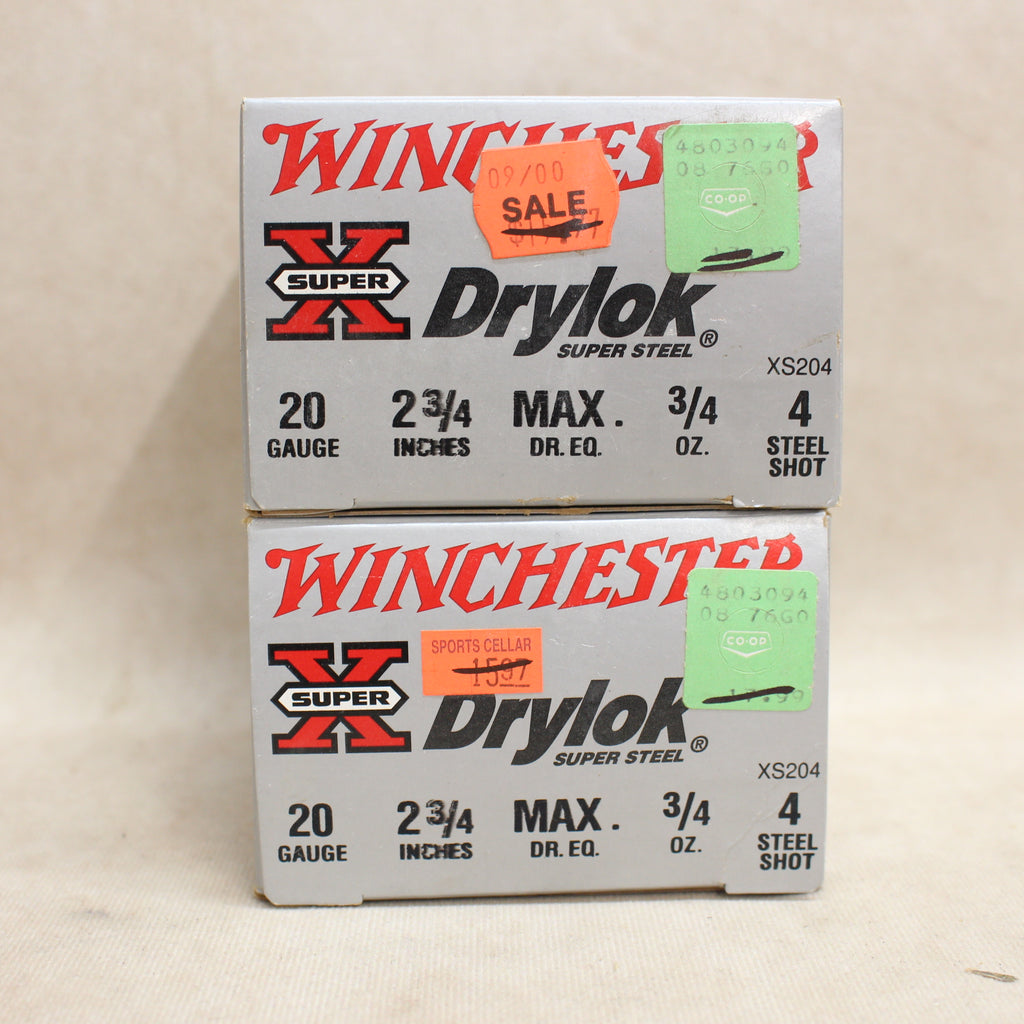 WINCHESTER
4803094
08 7660
CO-OP
09/00
SALE
X
SUPER
Drylok®
SUPER STEEL
XS204
20 2 3/4 MAX. 3/4 4
GAUGE INCHES DR. EQ. OZ. STEEL
SHOT
WINCHESTER
4803094
08 7660
CO-OP
17.99
SPORTS CELLAR
1597
X
SUPER
Drylok®
SUPER STEEL
XS204
20 2 3/4 MAX. 3/4 4
GAUGE INCHES DR. EQ. OZ. STEEL
SHOT